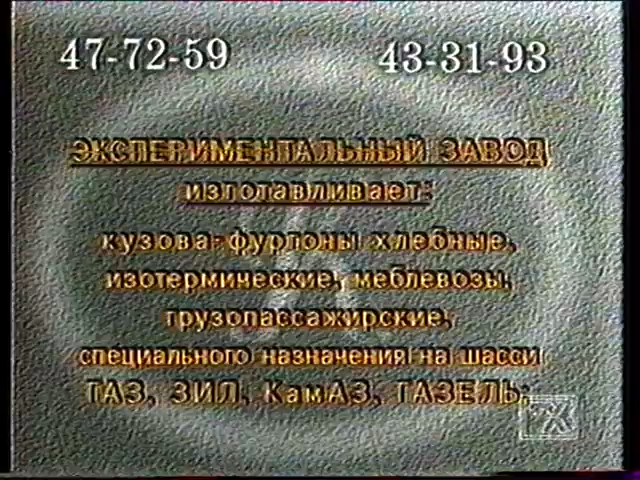 47-72-59 43-31-93
ЭКСПЕРИМЕНТАЛЬНЫЙ ЗАВОД
изготавливает:
кузова-фургоны хлебные,
изотермические, меблевозы,
грузопассажирские,
специального назначения на шасси
ГАЗ, ЗИЛ, КамАЗ, ГАЗЕЛЬ;